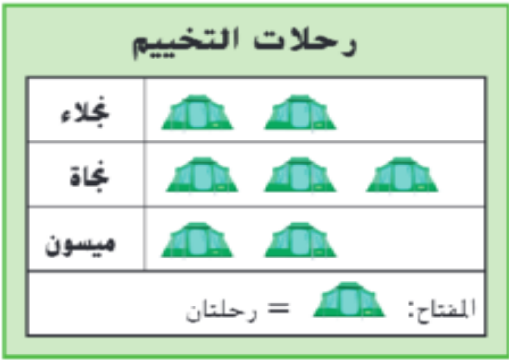 رحلات التخييم
نجلاء
نجاة
ميسون
المفتاح: = رحلتان